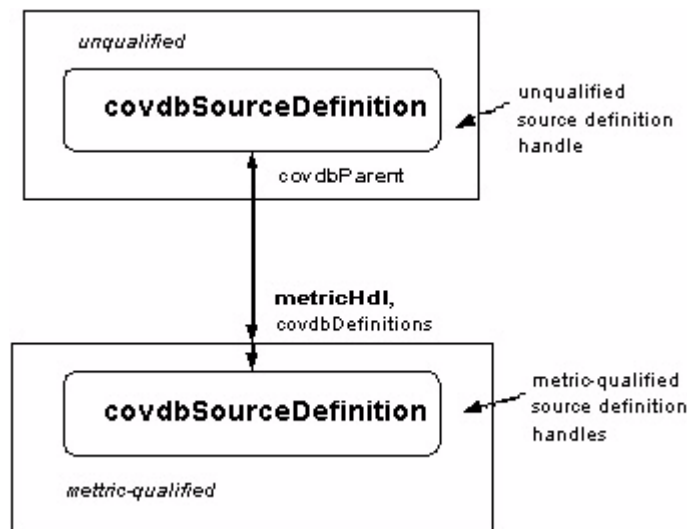 unqualified
covdbSourceDefinition
unqualified
source definition
handle
covdbParent
metricHdl,
covdbDefinitions
covdbSourceDefinition
metric-qualified
source definition
handles
mettric-qualified